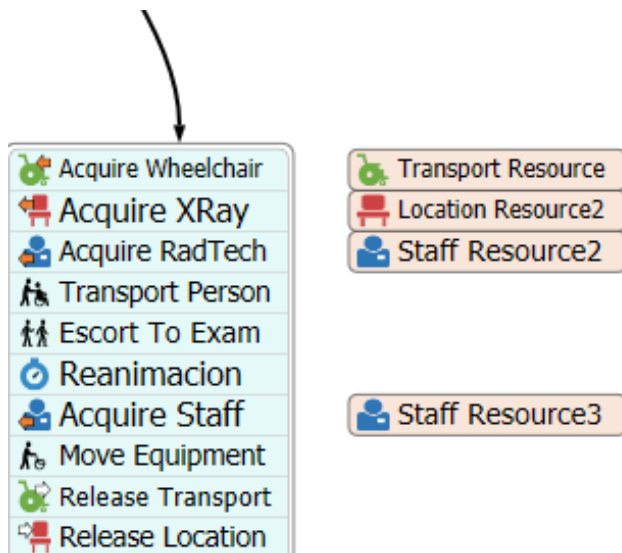 Acquire Wheelchair
Transport Resource
Acquire XRay
Location Resource2
Acquire RadTech
Staff Resource2
Transport Person
Escort To Exam
Reanimacion
Acquire Staff
Staff Resource3
Move Equipment
Release Transport
Release Location